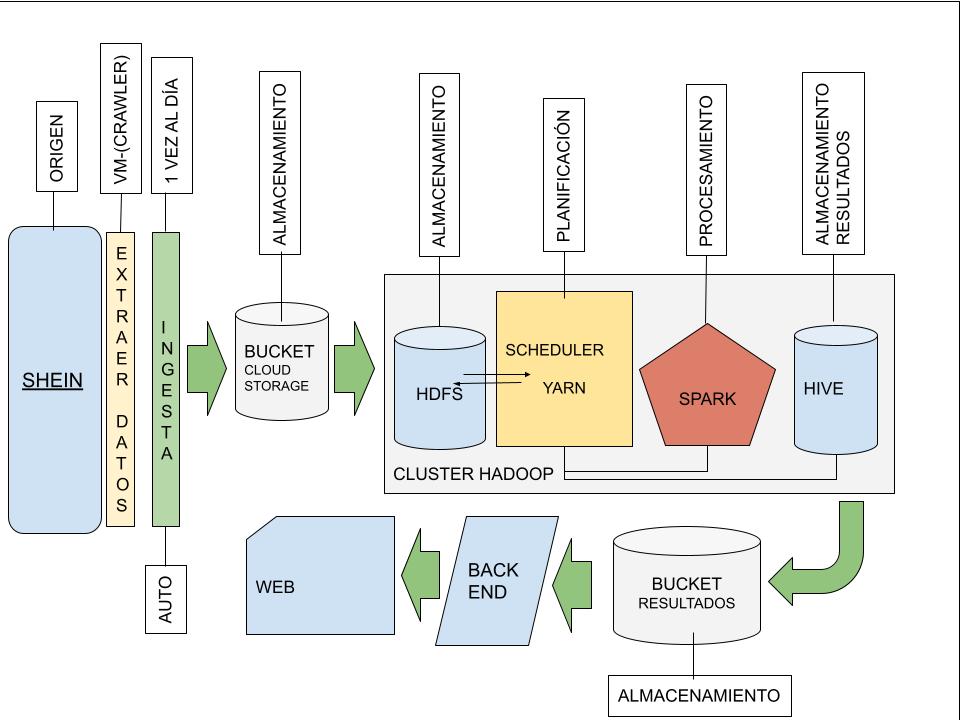 ORIGEN
VM-(CRAWLER)
1 VEZ AL DÍA
ALMACENAMIENTO
ALMACENAMIENTO
PLANIFICACIÓN
PROCESAMIENTO
ALMACENAMIENTO
RESULTADOS
SHEIN
EXTRAER DATOS
INGESTA
BUCKET
CLOUD
STORAGE
HDFS
SCHEDULER
YARN
SPARK
HIVE
CLUSTER HADOOP
AUTO
WEB
BACK
END
BUCKET
RESULTADOS
ALMACENAMIENTO